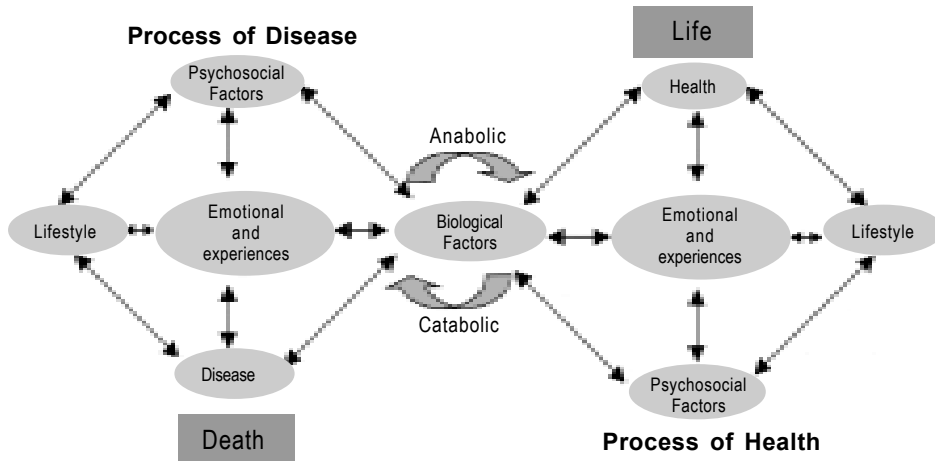 Process of Disease
Life
Psychosocial
Factors
Health
Anabolic
Lifestyle
Emotional
and
experiences
Biological
Factors
Emotional
and
experiences
Lifestyle
Catabolic
Disease
Psychosocial
Factors
Death
Process of Health